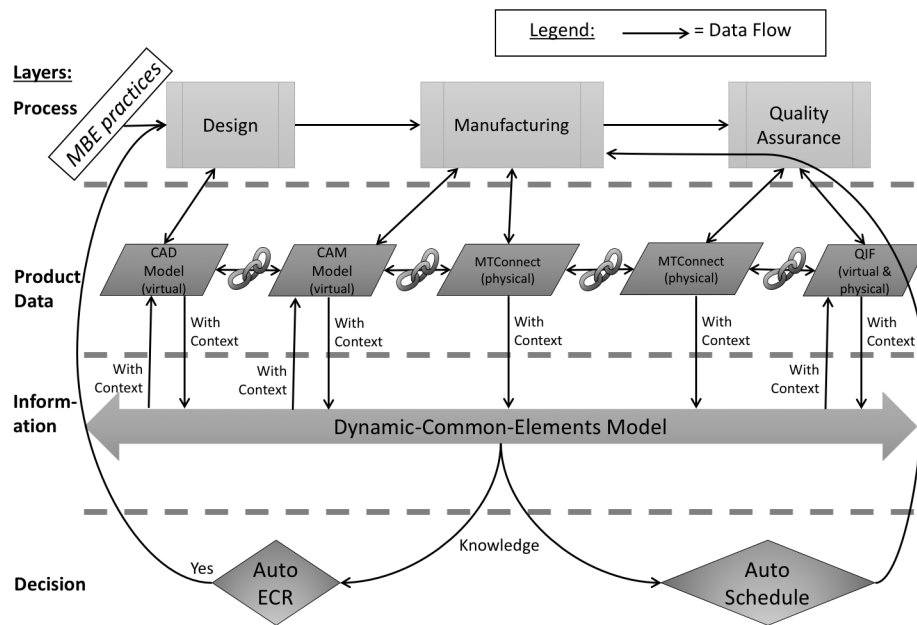 Legend:
= Data Flow
Layers:
Process
MBE practices
Design
Manufacturing
Quality
Assurance
Product
Data
CAD
Model
(virtual)
CAM
Model
(virtual)
MTConnect
(physical)
MTConnect
(physical)
QIF
(virtual &
physical)
With
Context
With
Context
With
Context
With
Context
With
Context
With
Context
With
Context
With
Context
Inform-
ation
Dynamic-Common-Elements Model
Knowledge
Decision
Yes
Auto
ECR
Auto
Schedule